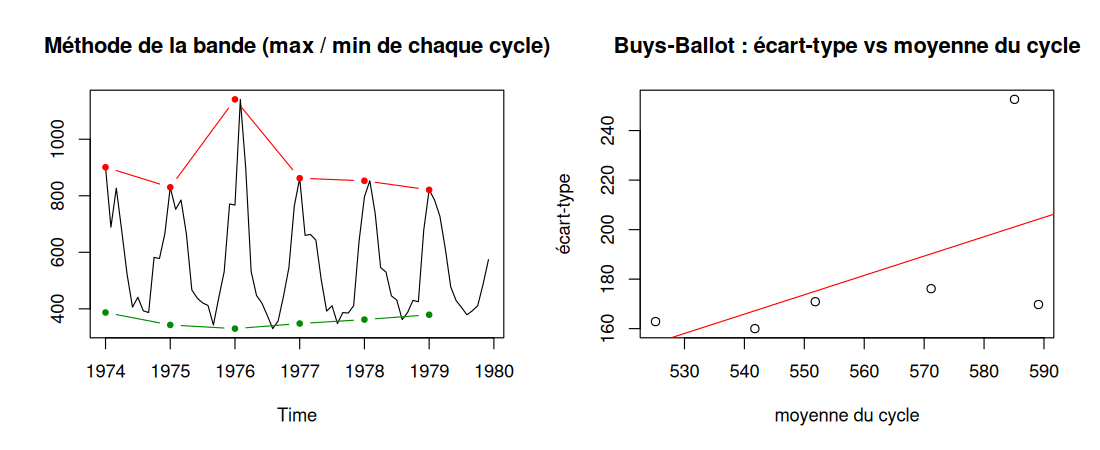 Méthode de la bande (max / min de chaque cycle)
1000
800
600
400
1974 1975 1976 1977 1978 1979 1980
Time
Buys-Ballot : écart-type vs moyenne du cycle
écart-type
240
220
200
180
160
530 540 550 560 570 580 590
moyenne du cycle